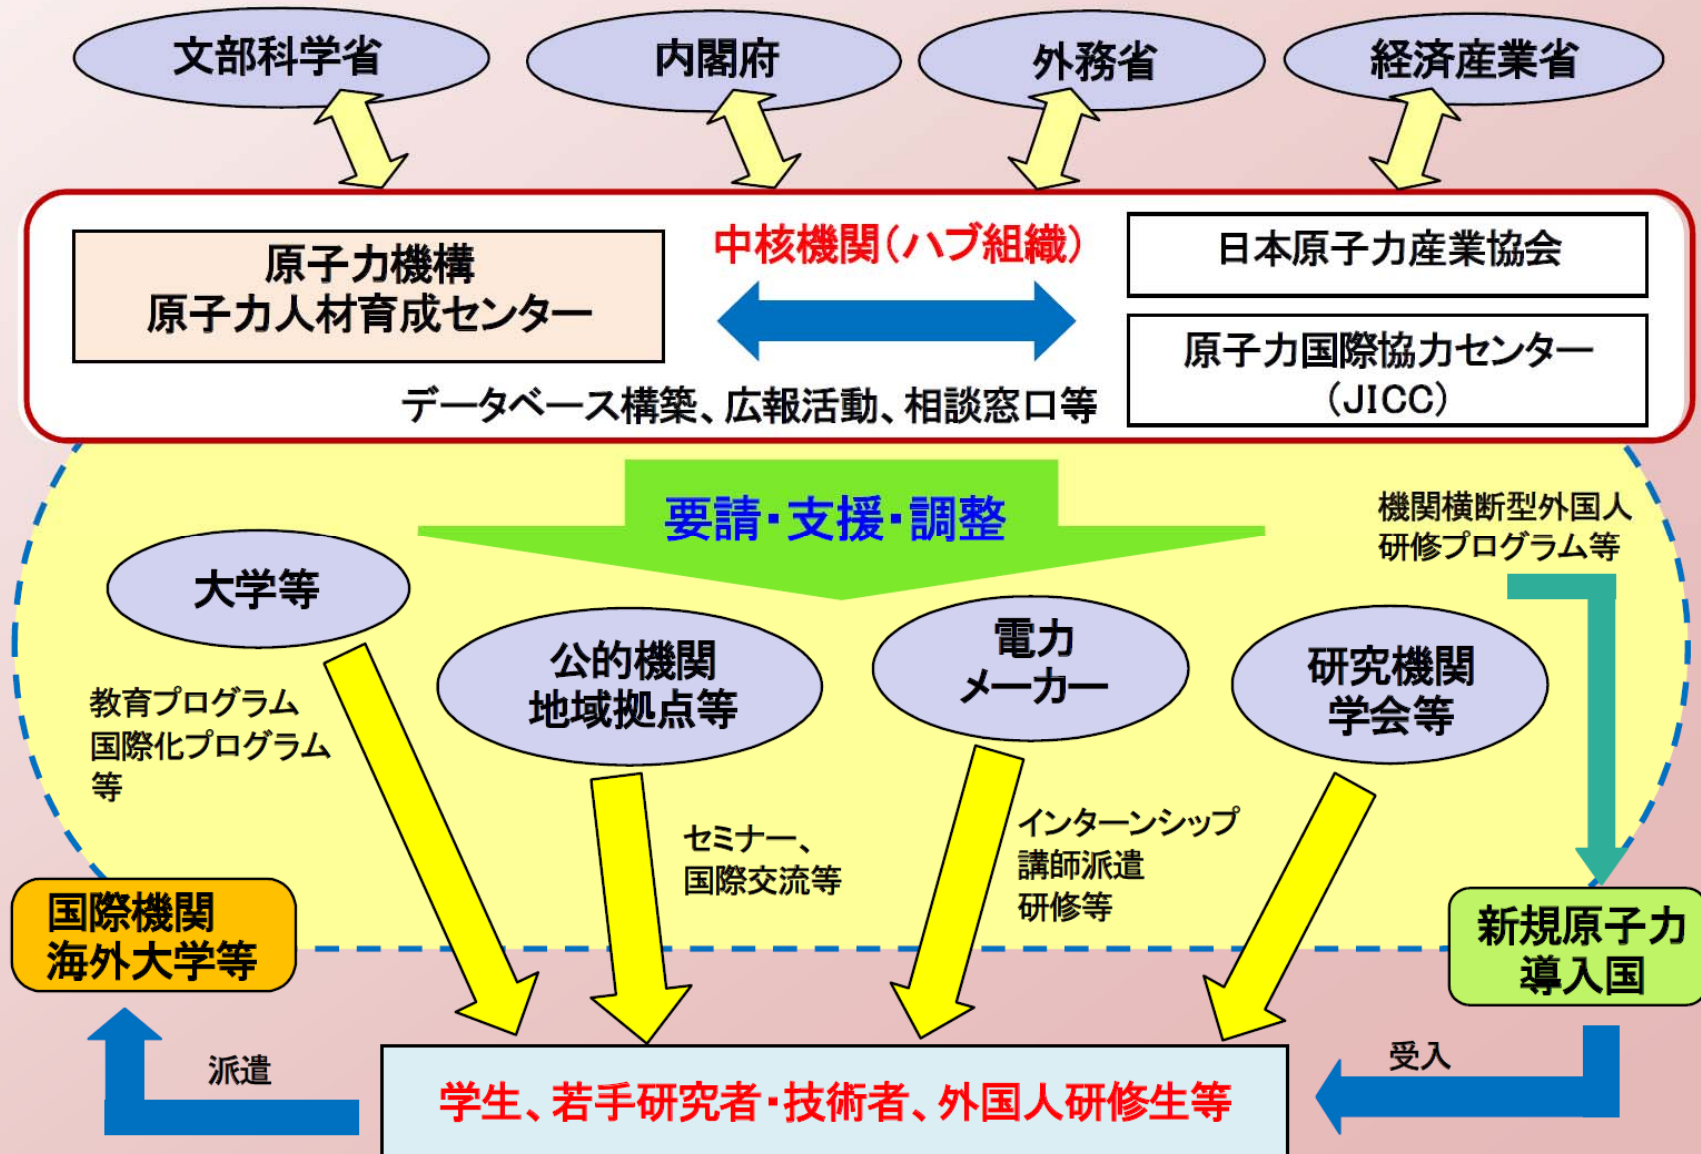 文部科学省
内閣府
外務省
経済産業省
中核機関(ハブ組織)
原子力機構
原子力人材育成センター
日本原子力産業協会
原子力国際協力センター
(JICC)
データベース構築、広報活動、相談窓口等
要請・支援・調整
機関横断型外国人
研修プログラム等
大学等
公的機関
地域拠点等
電力
メーカー
研究機関
学会等
教育プログラム
国際化プログラム
等
セミナー、
国際交流等
インターンシップ
講師派遣
研修等
国際機関
海外大学等
新規原子力
導入国
派遣
受入
学生、若手研究者・技術者、外国人研修生等